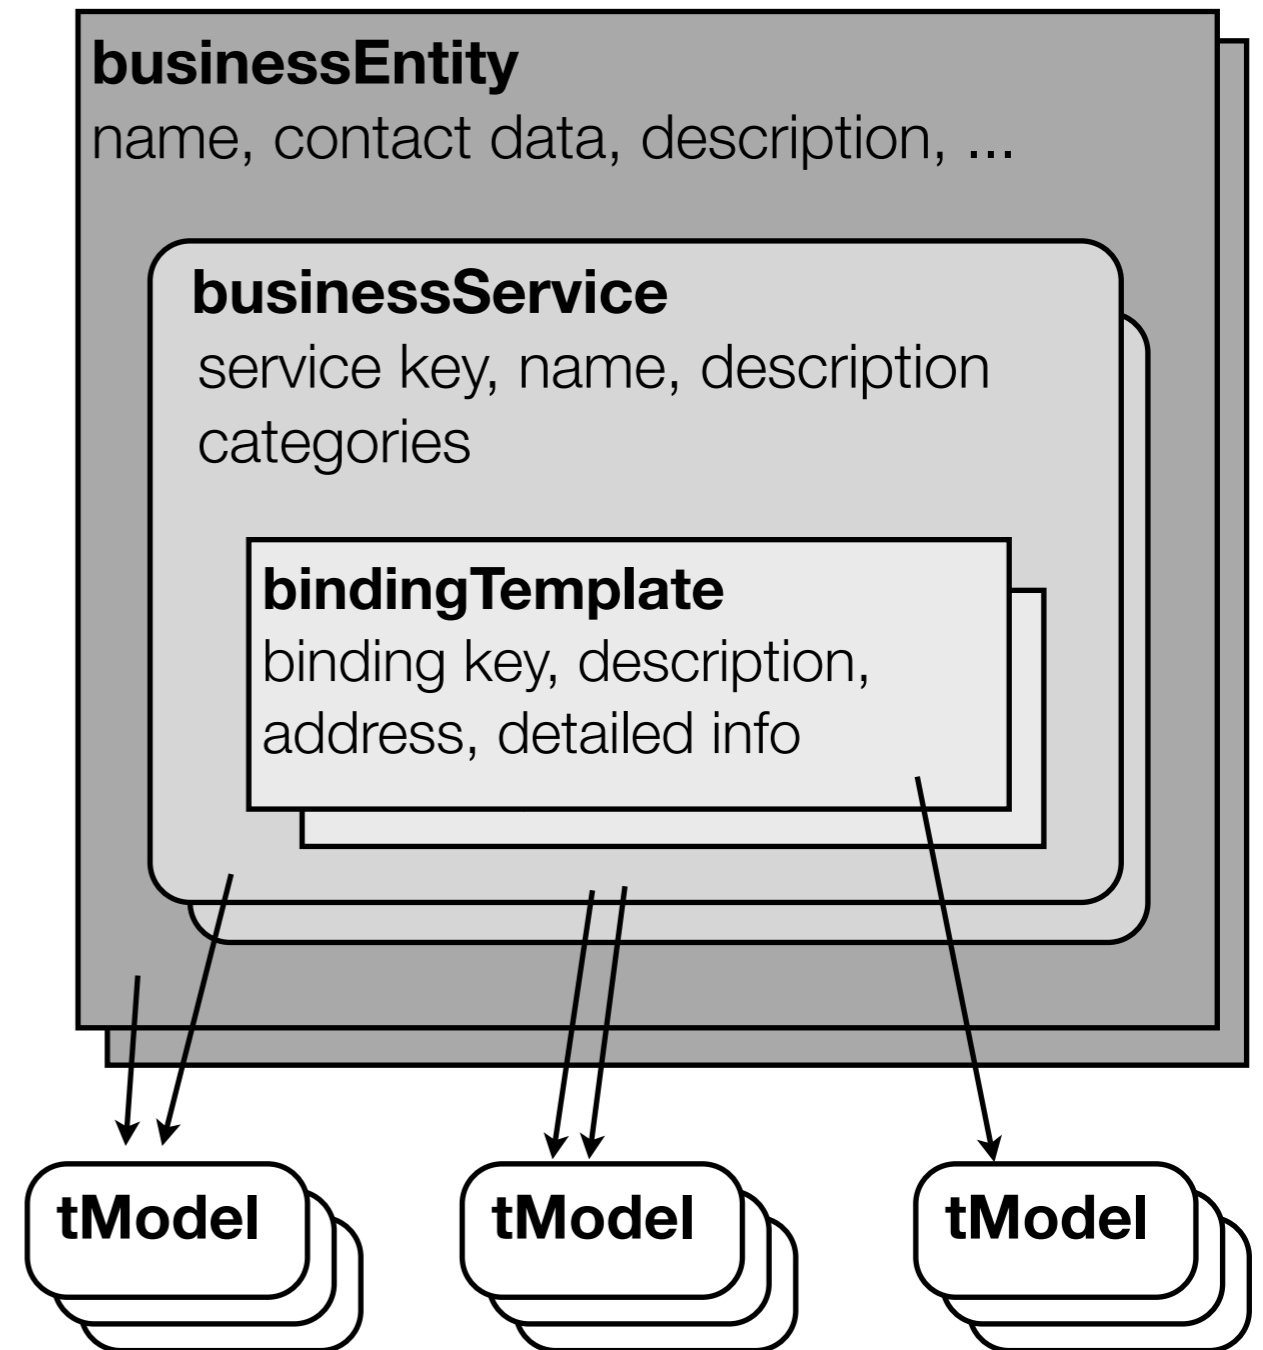 businessEntity
name, contact data, description, ...
businessService
service key, name, description
categories
bindingTemplate
binding key, description,
address, detailed info
tModel
tModel
tModel